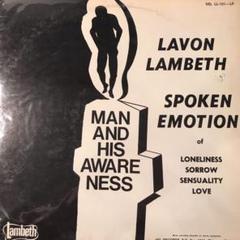 LAVON
LAMBETH
SPOKEN
EMOTION
of
LONELINESS
SORROW
SENSUALITY
LOVE
MAN
AND HIS
AWARE
NESS
Lambeth